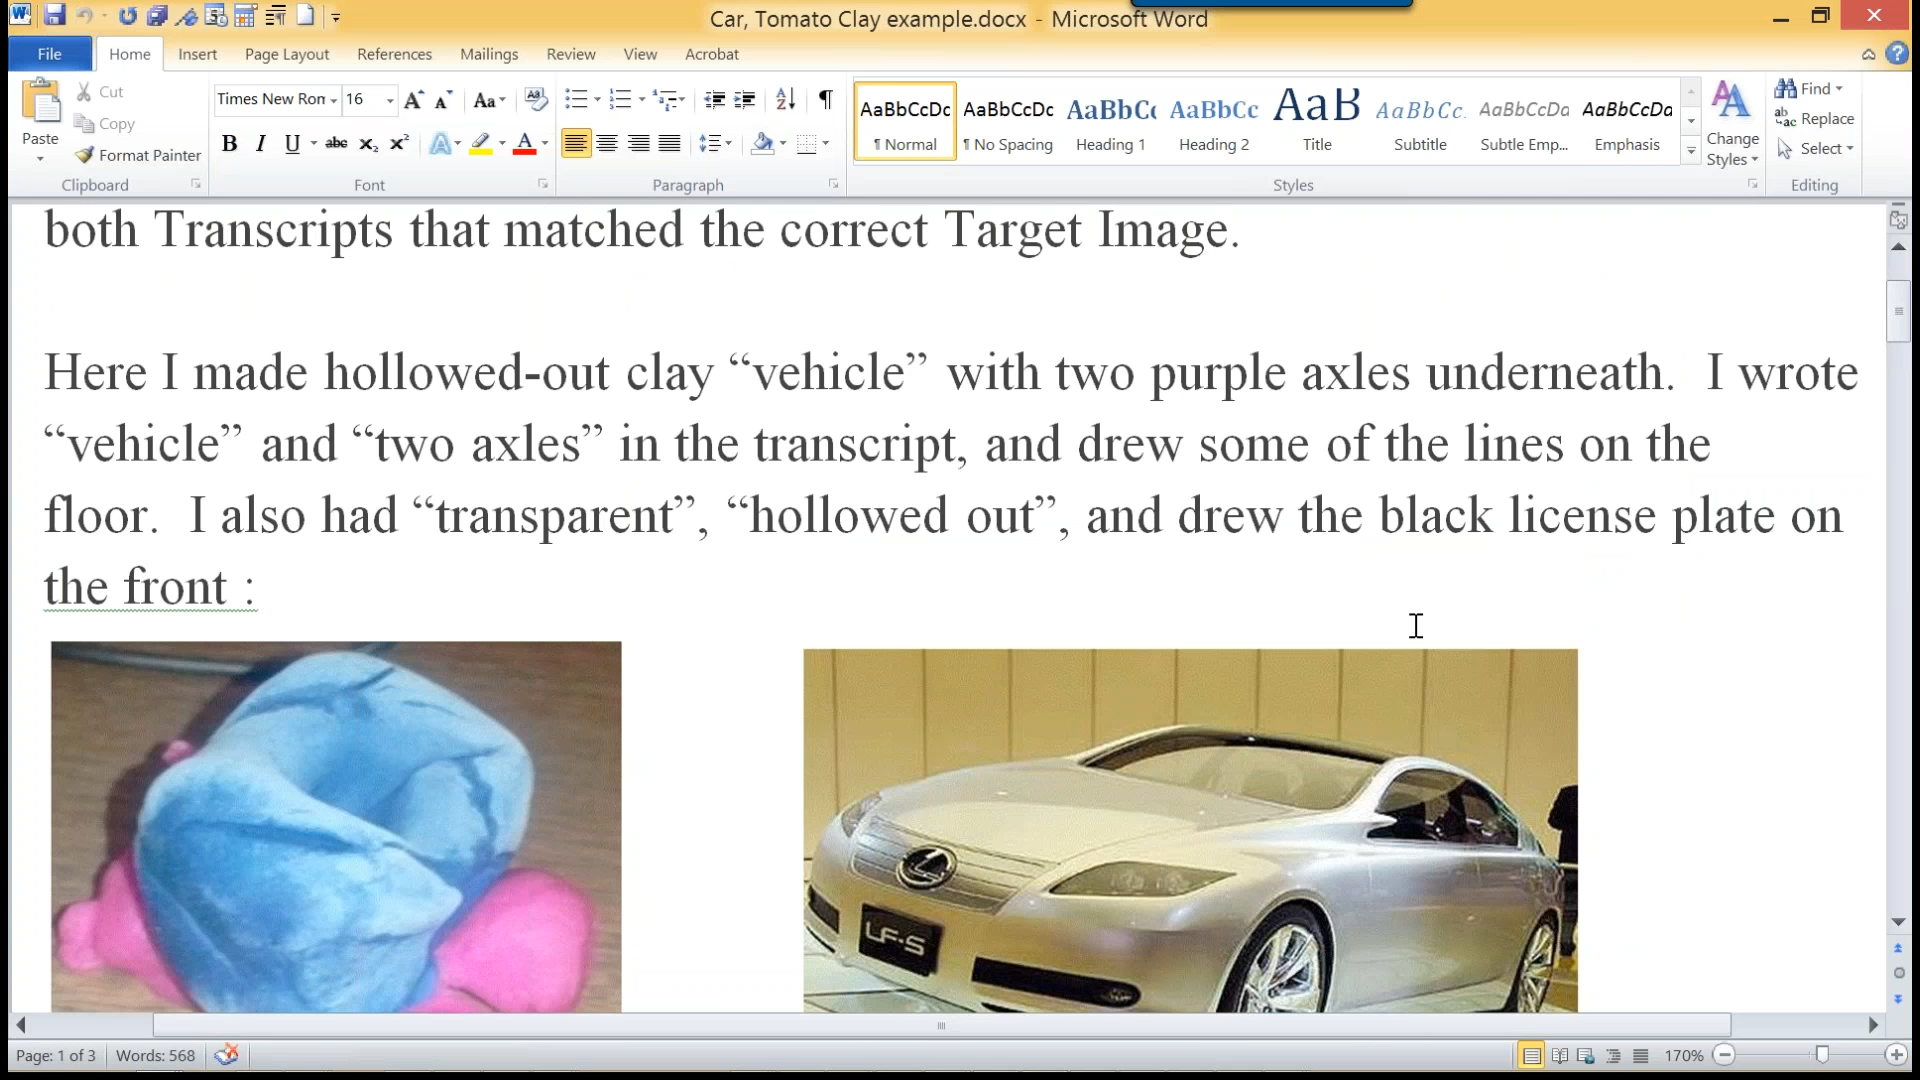 Car, Tomato Clay example.docx - Microsoft Word
File Home Insert Page Layout References Mailings Review View Acrobat
Paste
Cut
Copy
Format Painter
Clipboard
Times New Ron 16
B I U abe x₂ x²
Font
Paragraph
AaBbCcDc AaBbCcDc AaBbC AaBbCc AaB AaBbCc. AaBbCcDa AaBbCcDa
¶ Normal ¶ No Spacing Heading 1 Heading 2 Title Subtitle Subtle Emp... Emphasis
Styles
Change
Styles
Find
Replace
Select
Editing
both Transcripts that matched the correct Target Image.
Here I made hollowed-out clay “vehicle” with two purple axles underneath. I wrote
“vehicle” and “two axles” in the transcript, and drew some of the lines on the
floor. I also had “transparent”, “hollowed out”, and drew the black license plate on
the front :
LF-S
Page: 1 of 3 Words: 568 170%